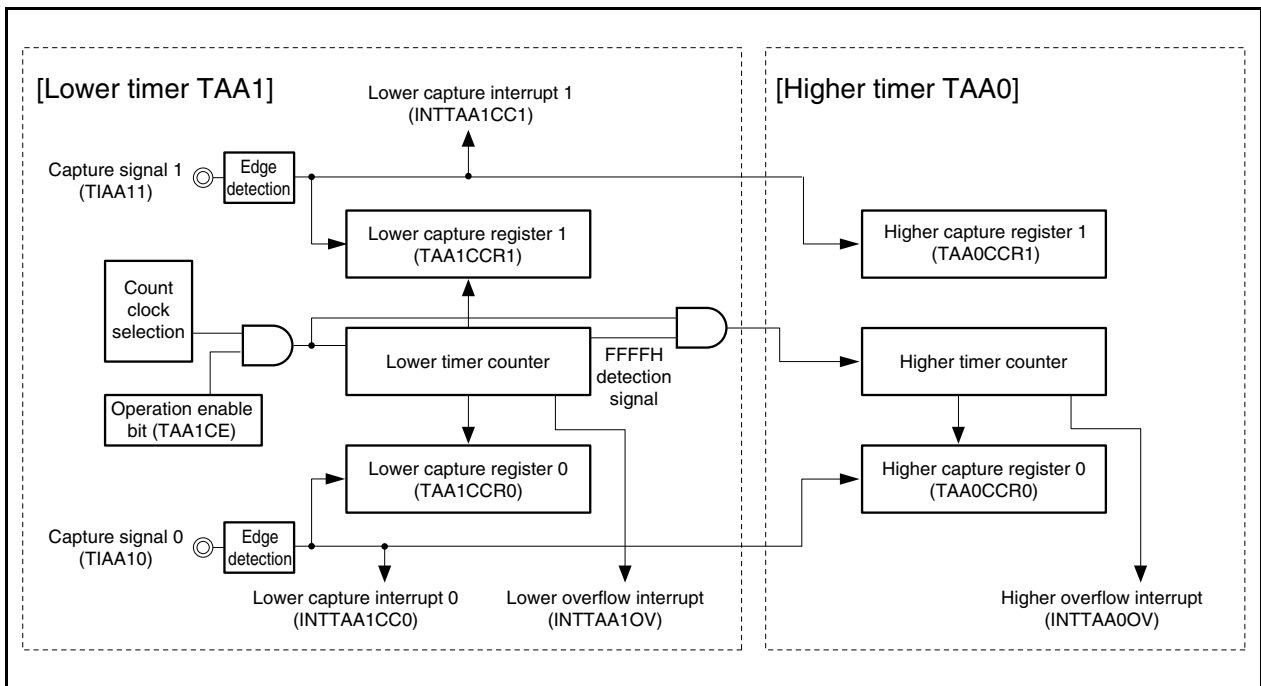 [Lower timer TAA1]
[Higher timer TAA0]
Lower capture interrupt 1
(INTTAA1CC1)
Capture signal 1
(TIAA11)
Edge
detection
Lower capture register 1
(TAA1CCR1)
Higher capture register 1
(TAA0CCR1)
Count
clock
selection
Lower timer counter
FFFFH
detection
signal
Higher timer counter
Operation enable
bit (TAA1CE)
Lower capture register 0
(TAA1CCR0)
Higher capture register 0
(TAA0CCR0)
Capture signal 0
(TIAA10)
Edge
detection
Lower capture interrupt 0
(INTTAA1CC0)
Lower overflow interrupt
(INTTAA1OV)
Higher overflow interrupt
(INTTAA0OV)